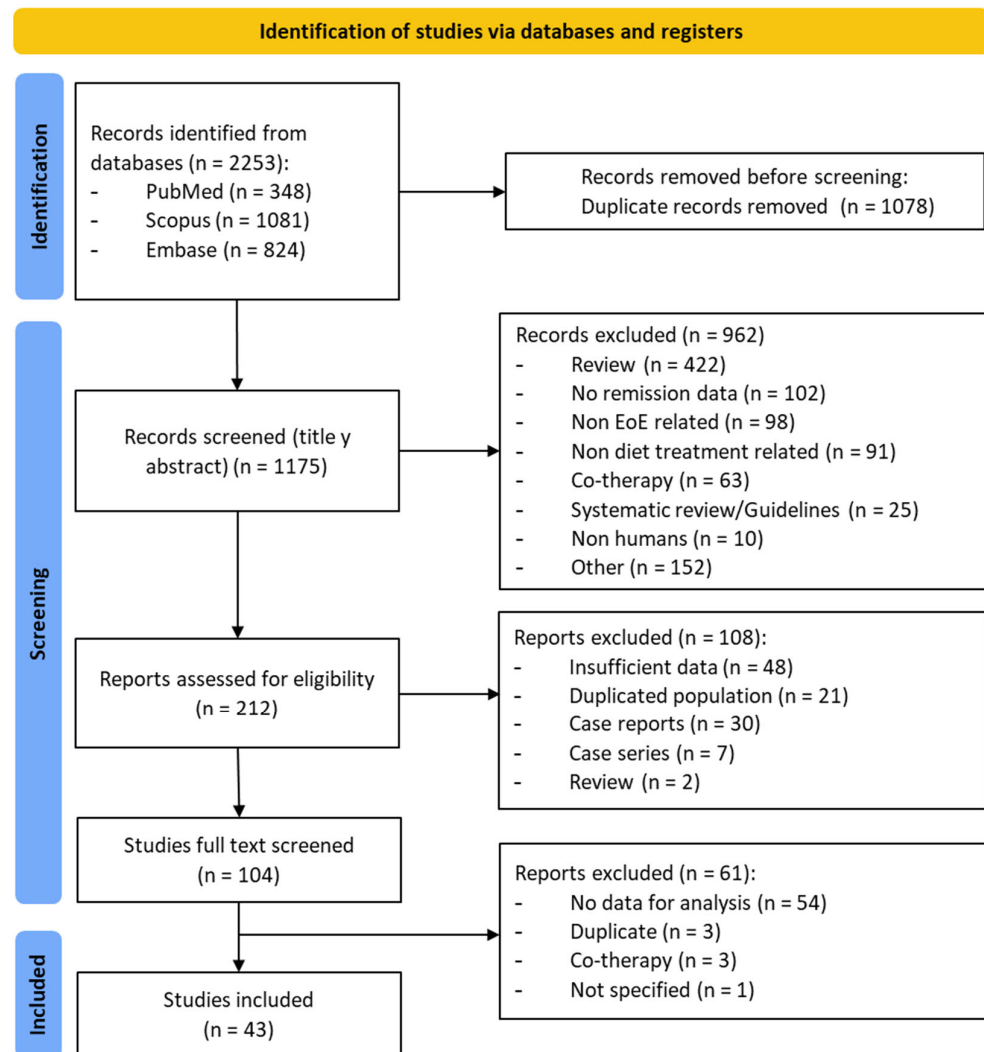 Identification of studies via databases and registers
Identification
Records identified from
databases (n = 2253):
- PubMed (n = 348)
- Scopus (n = 1081)
- Embase (n = 824)
Records removed before screening:
Duplicate records removed (n = 1078)
Screening
Records screened (title y
abstract) (n = 1175)
Records excluded (n = 962)
- Review (n = 422)
- No remission data (n = 102)
- Non EoE related (n = 98)
- Non diet treatment related (n = 91)
- Co-therapy (n = 63)
- Systematic review/Guidelines (n = 25)
- Non humans (n = 10)
- Other (n = 152)
Reports assessed for eligibility
(n = 212)
Reports excluded (n = 108):
- Insufficient data (n = 48)
- Duplicated population (n = 21)
- Case reports (n = 30)
- Case series (n = 7)
- Review (n = 2)
Studies full text screened
(n = 104)
Reports excluded (n = 61):
- No data for analysis (n = 54)
- Duplicate (n = 3)
- Co-therapy (n = 3)
- Not specified (n = 1)
Included
Studies included
(n = 43)